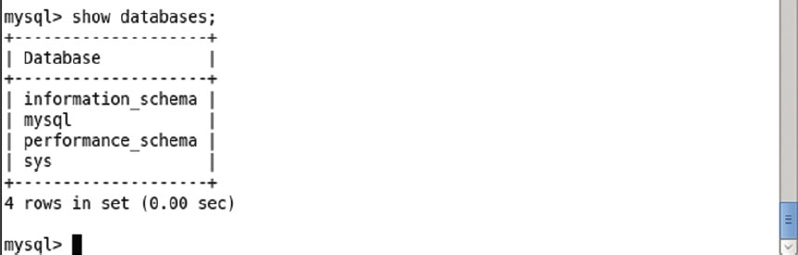 mysql> show databases;
+--------------------+
| Database           |
+--------------------+
| information_schema |
| mysql              |
| performance_schema |
| sys                |
+--------------------+
4 rows in set (0.00 sec)
mysql>